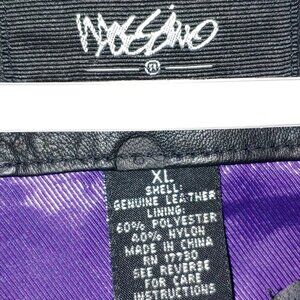 Mossimo
M
XL
SHELL:
GENUINE LEATHER
LINING:
60% POLYESTER
40% NYLON
MADE IN CHINA
RN 17730
SEE REVERSE
FOR CARE
INSTRUCTIONS